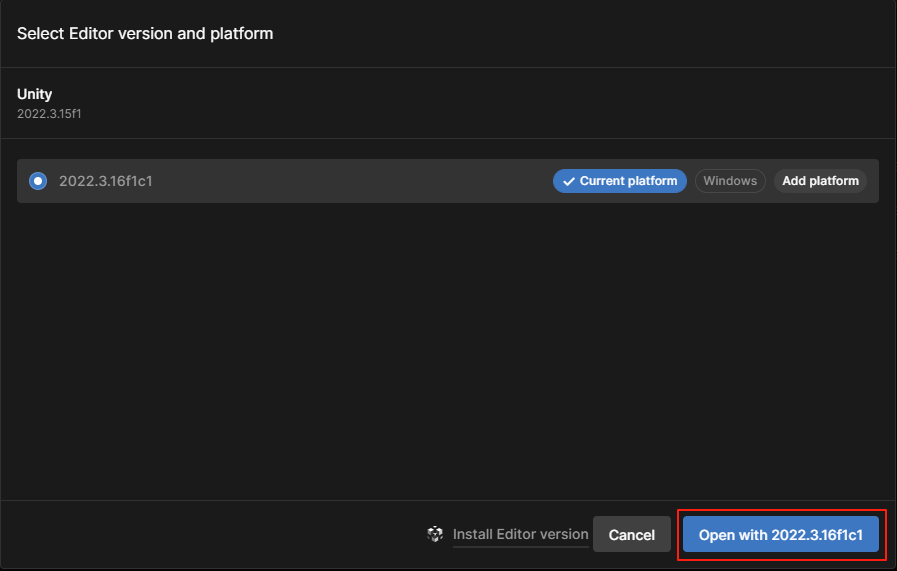 Select Editor version and platform
Unity
2022.3.15f1
2022.3.16f1c1 Current platform Windows Add platform
Install Editor version Cancel Open with 2022.3.16f1c1